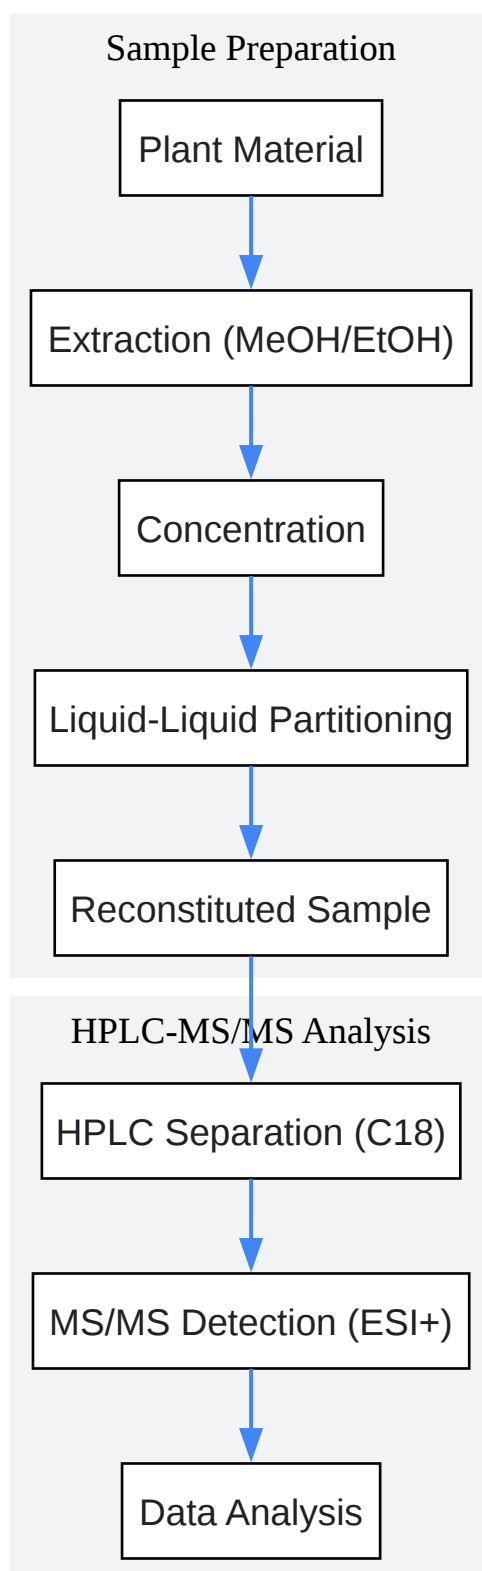 Sample Preparation
Plant Material
Extraction (MeOH/EtOH)
Concentration
Liquid-Liquid Partitioning
Reconstituted Sample
HPLC-MS/MS Analysis
HPLC Separation (C18)
MS/MS Detection (ESI+)
Data Analysis